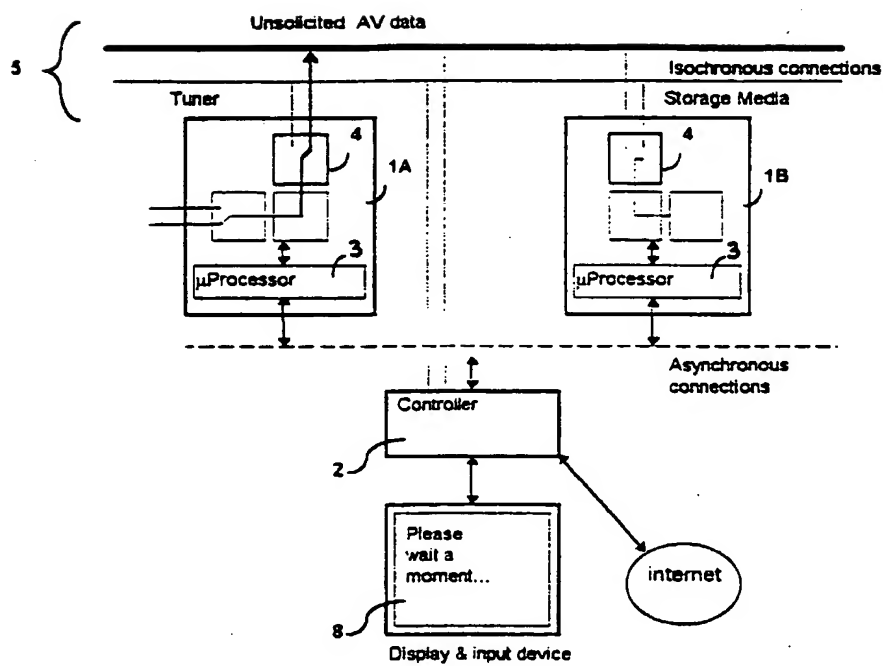 Unsolicited AV data
5
Isochronous connections
Tuner
Storage Media
4
1A
4
1B
3
µProcessor
3
µProcessor
Asynchronous
connections
Controller
2
Please
wait a
moment...
8
internet
Display & input device